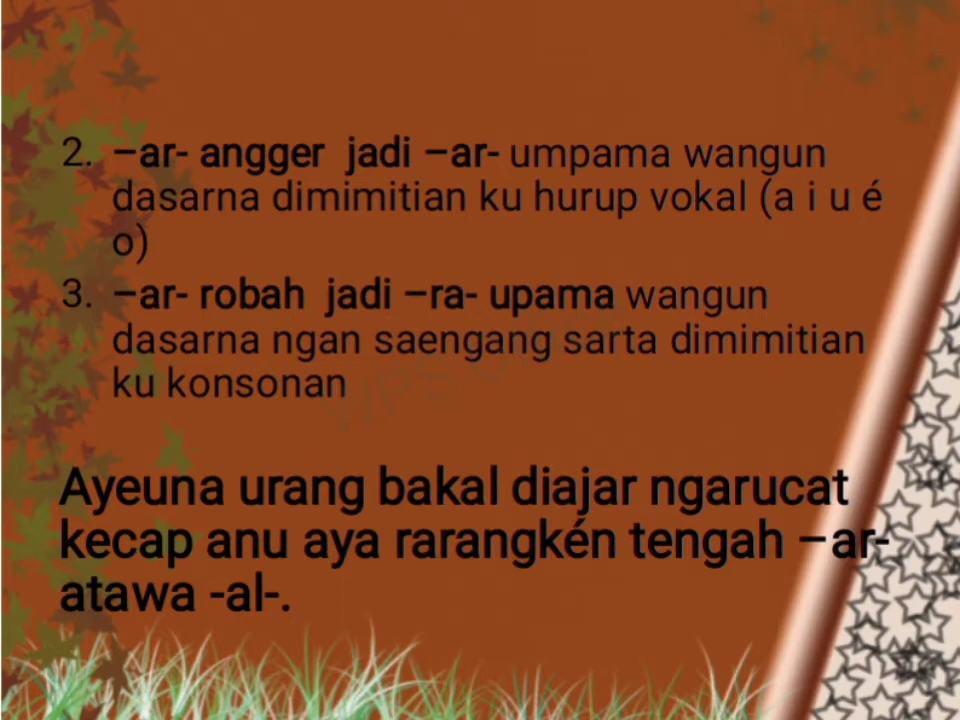 2. –ar- angger jadi –ar- umpama wangun
dasarna dimimitian ku hurup vokal (a i u é
o)
3. –ar- robah jadi –ra- upama wangun
dasarna ngan saengang sarta dimimitian
ku konsonan
Ayeuna urang bakal diajar ngarucat
kecap anu aya rarangkén tengah –ar-
atawa -al-.